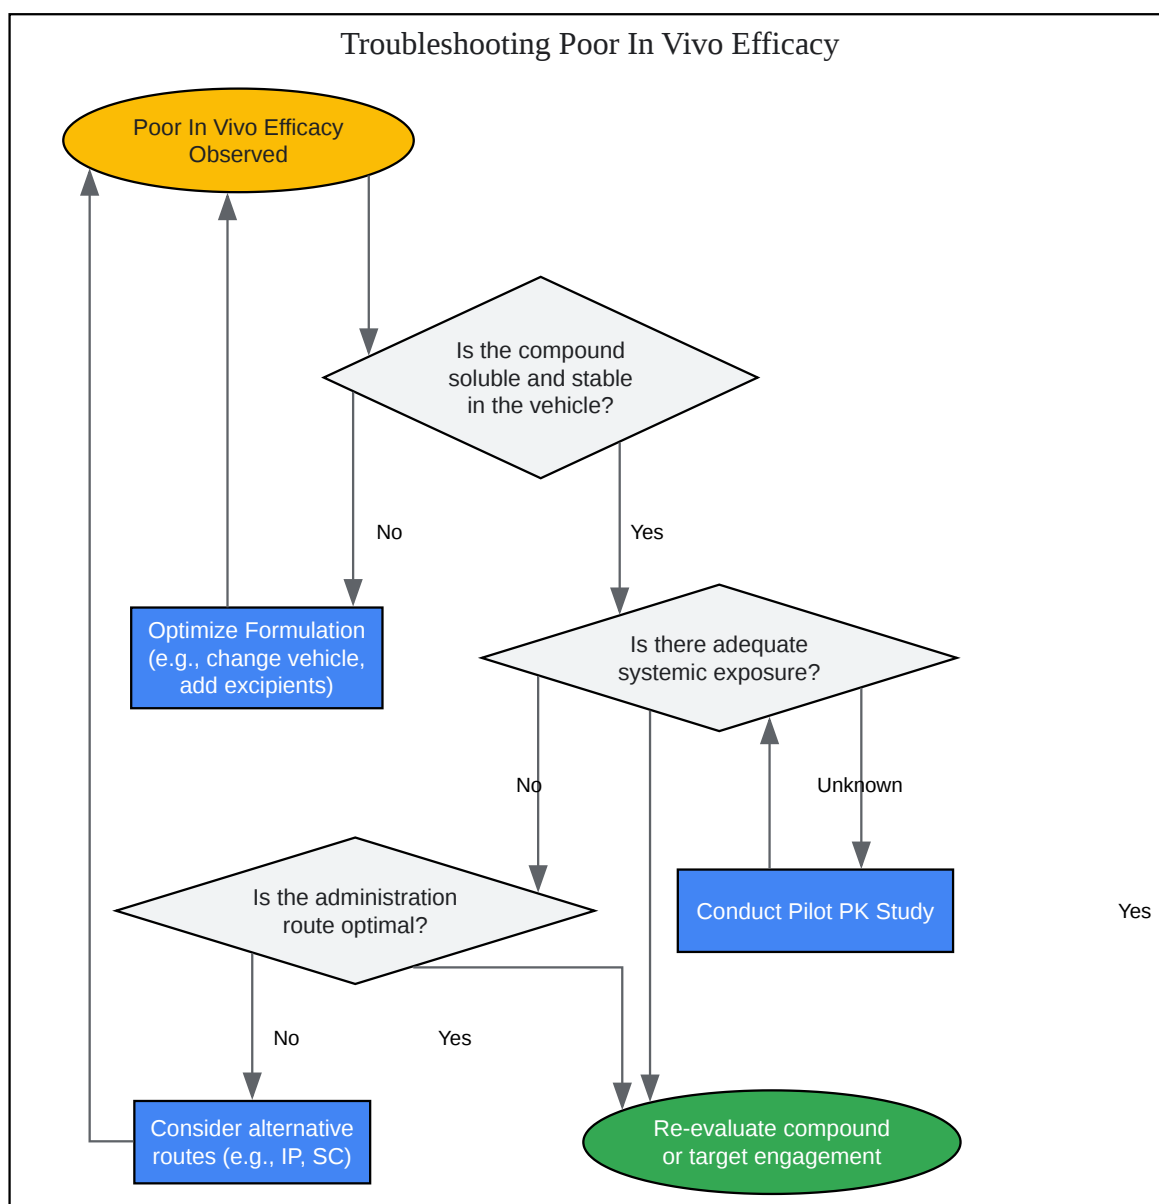 Troubleshooting Poor In Vivo Efficacy
Poor In Vivo Efficacy
Observed
Is the compound
soluble and stable
in the vehicle?
No
Yes
Optimize Formulation
(e.g., change vehicle,
add excipients)
Is there adequate
systemic exposure?
No
Unknown
Is the administration
route optimal?
Conduct Pilot PK Study
Yes
No
Yes
Consider alternative
routes (e.g., IP, SC)
Re-evaluate compound
or target engagement